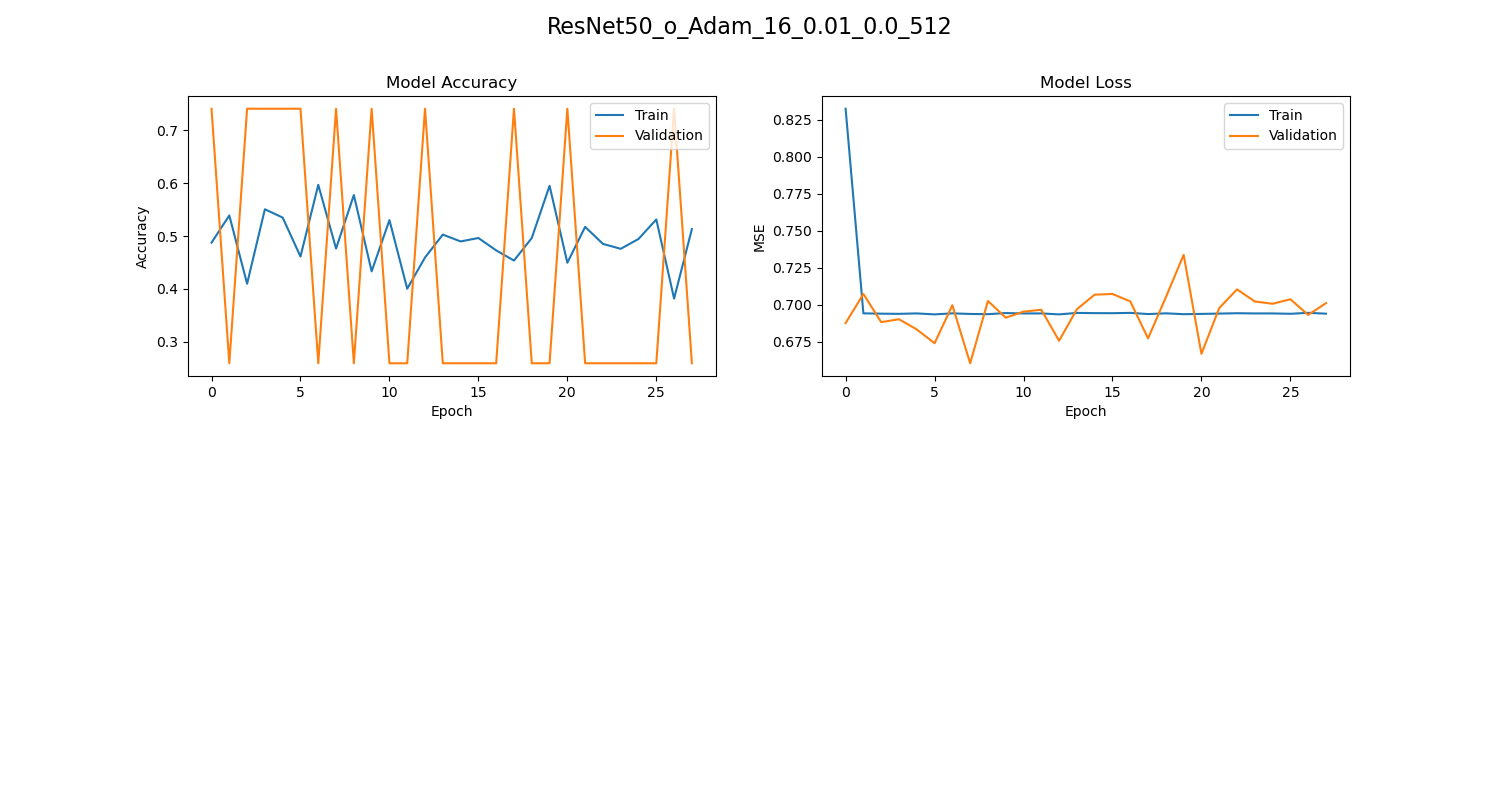 ResNet50_o_Adam_16_0.01_0.0_512
Model Accuracy
Accuracy
0.7
0.6
0.5
0.4
0.3
0 5 10 15 20 25
Epoch
Train
Validation
Model Loss
MSE
0.825
0.800
0.775
0.750
0.725
0.700
0.675
0 5 10 15 20 25
Epoch
Train
Validation